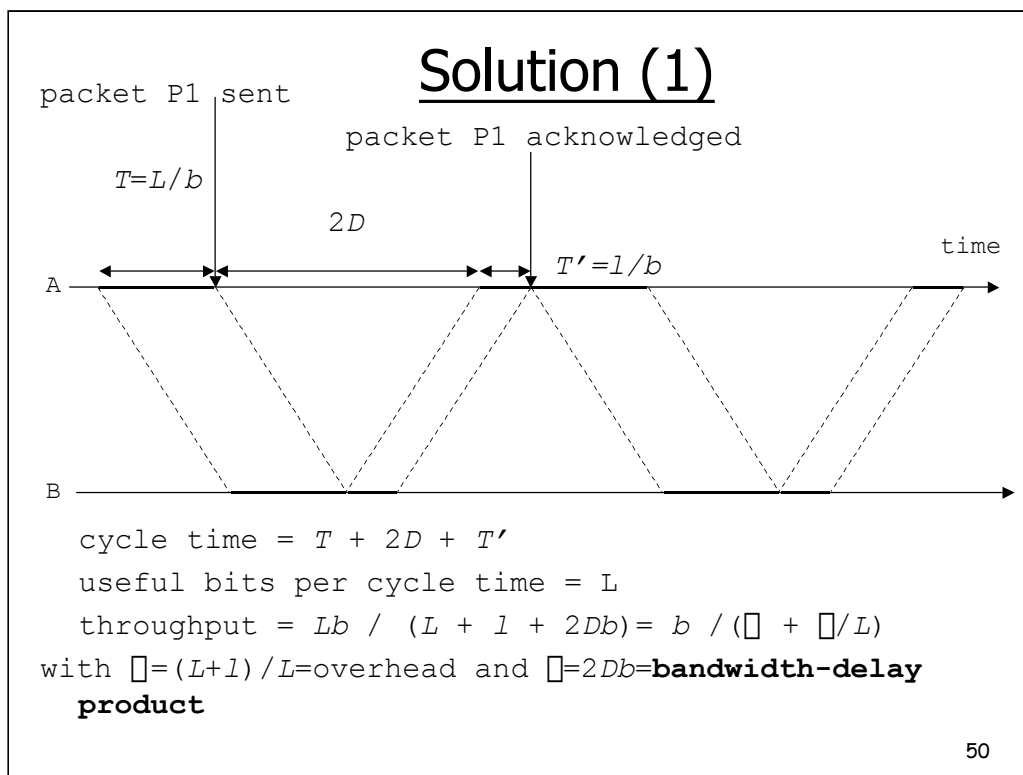 Solution (1)
packet P1 sent
packet P1 acknowledged
T=L/b
2D
time
A
T'=l/b
B
cycle time = T + 2D + T'
useful bits per cycle time = L
throughput = Lb / (L + l + 2Db)= b /(▯ + ▯/L)
with ▯=(L+l)/L=overhead and ▯=2Db=bandwidth-delay
product
50